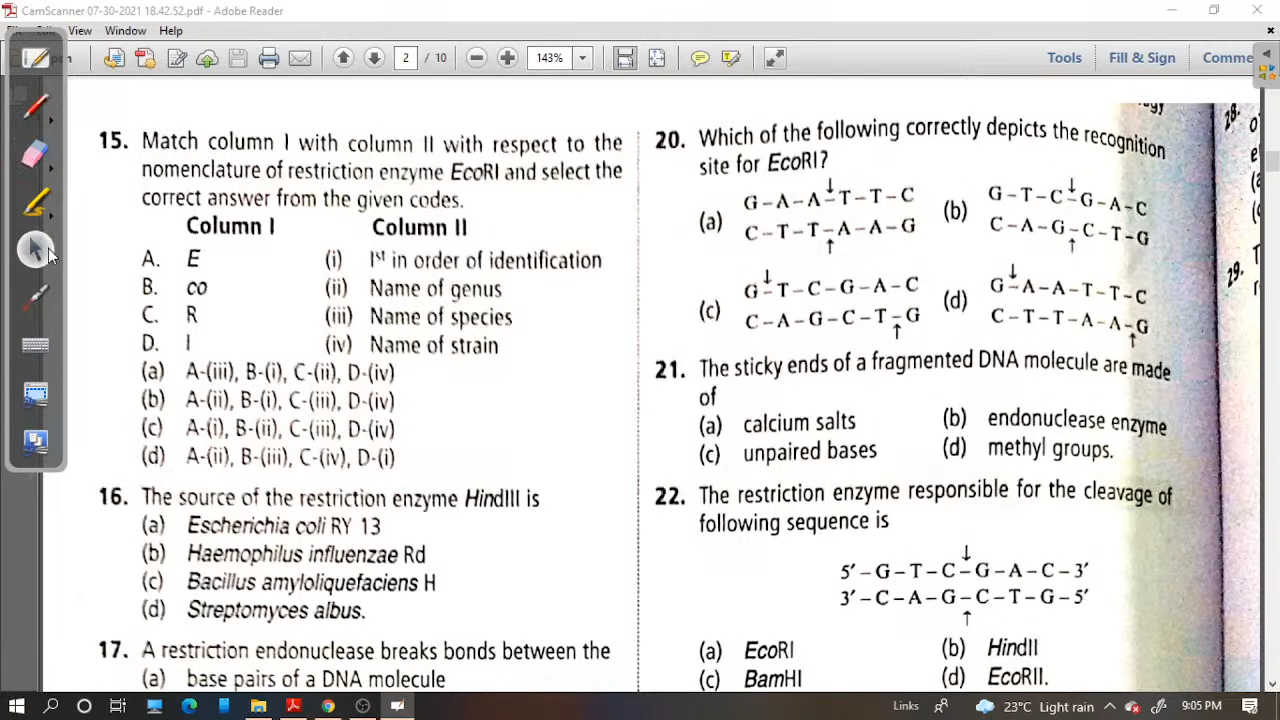 CamScanner 07-30-2021 18.42.52.pdf - Adobe Reader
View Window Help
2 / 10 143% Tools Fill & Sign Comme
15. Match column I with column II with respect to the
nomenclature of restriction enzyme EcoRI and select the
correct answer from the given codes.
Column I Column II
A. E (i) Ist in order of identification
B. co (ii) Name of genus
C. R (iii) Name of species
D. I (iv) Name of strain
(a) A-(iii), B-(i), C-(ii), D-(iv)
(b) A-(ii), B-(i), C-(iii), D-(iv)
(c) A-(i), B-(ii), C-(iii), D-(iv)
(d) A-(ii), B-(iii), C-(iv), D-(i)
16. The source of the restriction enzyme HindIII is
(a) Escherichia coli RY 13
(b) Haemophilus influenzae Rd
(c) Bacillus amyloliquefaciens H
(d) Streptomyces albus.
17. A restriction endonuclease breaks bonds between the
(a) base pairs of a DNA molecule
20. Which of the following correctly depicts the recognition
site for EcoRI?
(a) G–A–A↓–T–T–C
C–T–T–↑A–A–G
(b) G–T–C↓–G–A–C
C–A–G–↑C–T–G
(c) G↓–T–C–G–A–C
C–A–G–C–T–↑G
(d) G↓–A–A–T–T–C
C–T–T–A–A–↑G
21. The sticky ends of a fragmented DNA molecule are made
of
(a) calcium salts (b) endonuclease enzyme
(c) unpaired bases (d) methyl groups.
22. The restriction enzyme responsible for the cleavage of
following sequence is
↓
5′–G–T–C–G–A–C–3′
3′–C–A–G–C–T–G–5′
↑
(a) EcoRI (b) HindII
(c) BamHI (d) EcoRII.
28.
29.
Links 23°C Light rain 9:05 PM